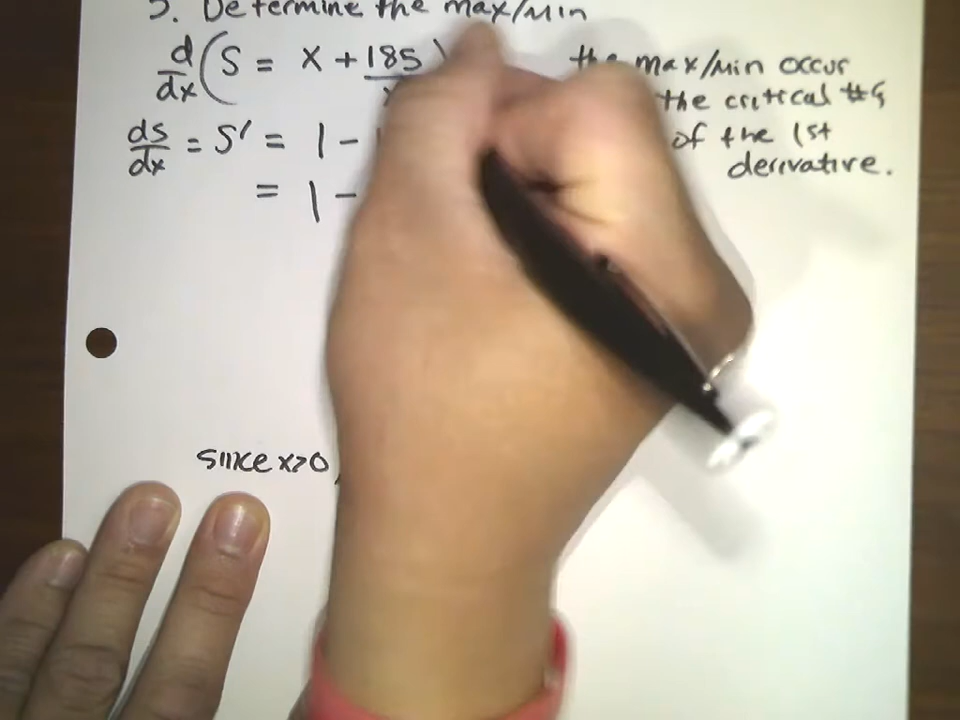 5. Determine the max/min
d/dx (S = x + 185/x)
the max/min occur
the critical #s
ds/dx = S' = 1 -
of the 1st
derivative.
= 1 -
since x>0